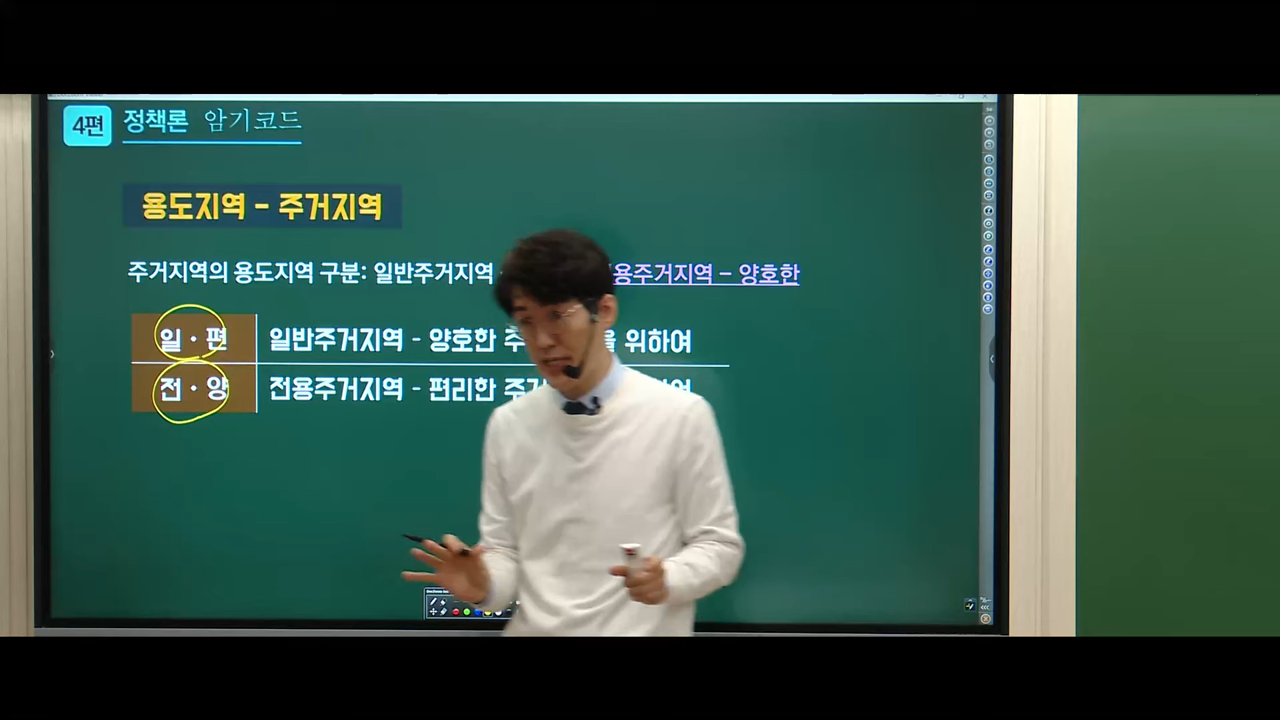 4편 정책론 암기코드
용도지역 - 주거지역
주거지역의 용도지역 구분: 일반주거지역 용주거지역 - 양호한
일·편 일반주거지역 - 양호한 위하여
전·양 전용주거지역 - 편리한